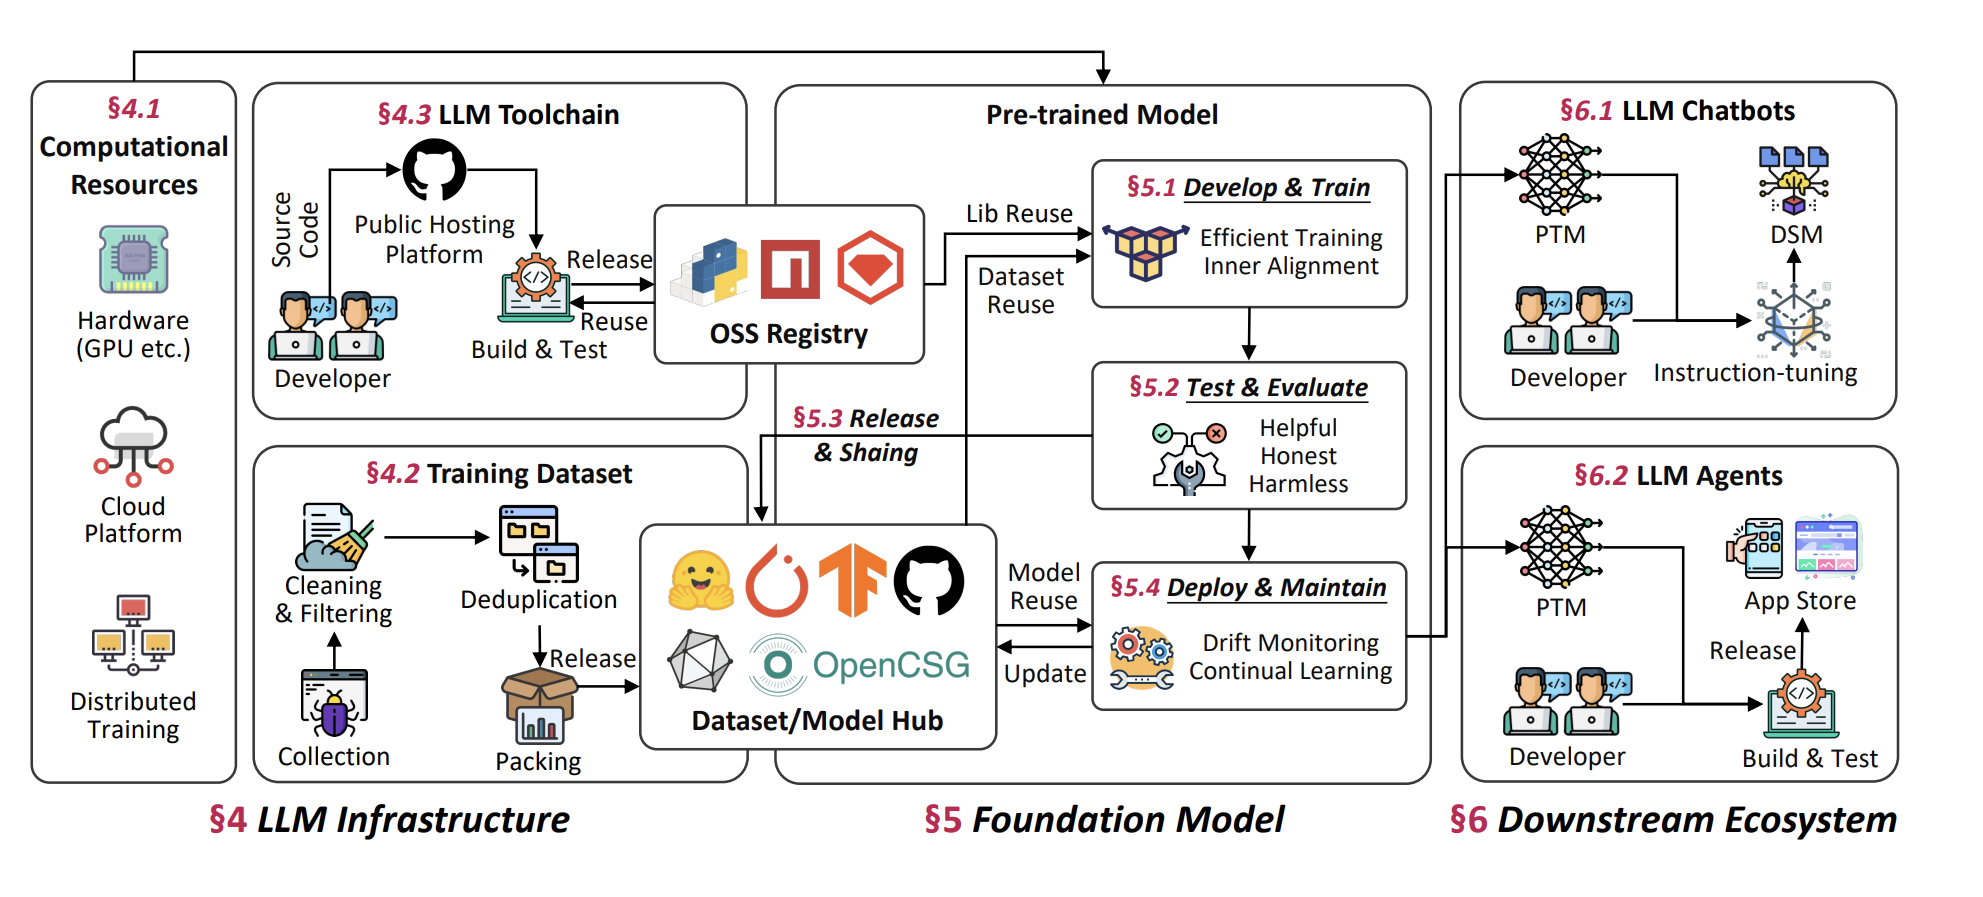 §4.1
Computational
Resources
Hardware
(GPU etc.)
Cloud
Platform
Distributed
Training
§4.3 LLM Toolchain
Source
Code
Public Hosting
Platform
Developer
Build & Test
Release
Reuse
OSS Registry
§4.2 Training Dataset
Cleaning
& Filtering
Deduplication
Collection
Packing
Release
OpenCSG
Dataset/Model Hub
Pre-trained Model
Lib Reuse
Dataset
Reuse
§5.1 Develop & Train
Efficient Training
Inner Alignment
§5.2 Test & Evaluate
Helpful
Honest
Harmless
§5.3 Release
& Shaing
Model
Reuse
Update
§5.4 Deploy & Maintain
Drift Monitoring
Continual Learning
§6.1 LLM Chatbots
PTM
DSM
Developer
Instruction-tuning
§6.2 LLM Agents
PTM
App Store
Release
Developer
Build & Test
§4 LLM Infrastructure
§5 Foundation Model
§6 Downstream Ecosystem